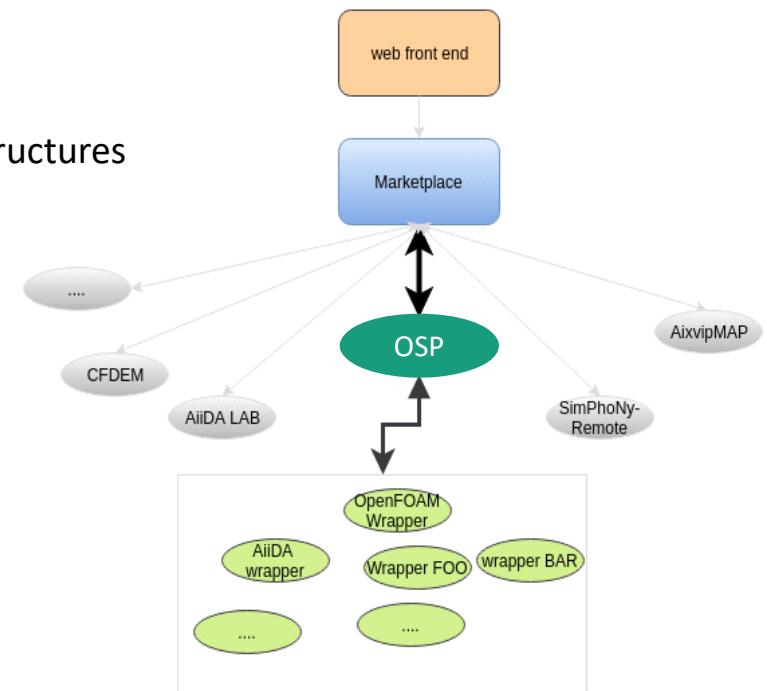 web front end
ructures
Marketplace
....
OSP
AixvipMAP
CFDEM
AiiDA LAB
SimPhoNy-
Remote
OpenFOAM
Wrapper
AiiDA
wrapper
Wrapper FOO
wrapper BAR
....
....